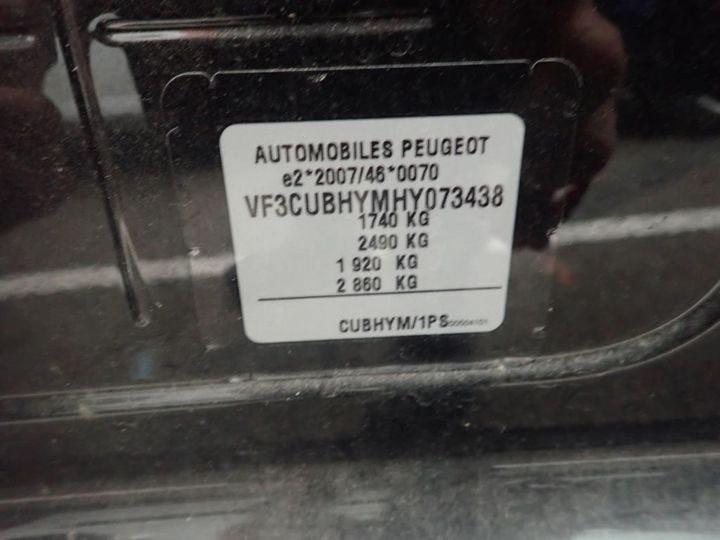 AUTOMOBILES PEUGEOT
e2*2007/46*0070
VF3CUBHYMHY073438
1740 KG
2490 KG
1 920 KG
2 860 KG
CUBHYM/1PS